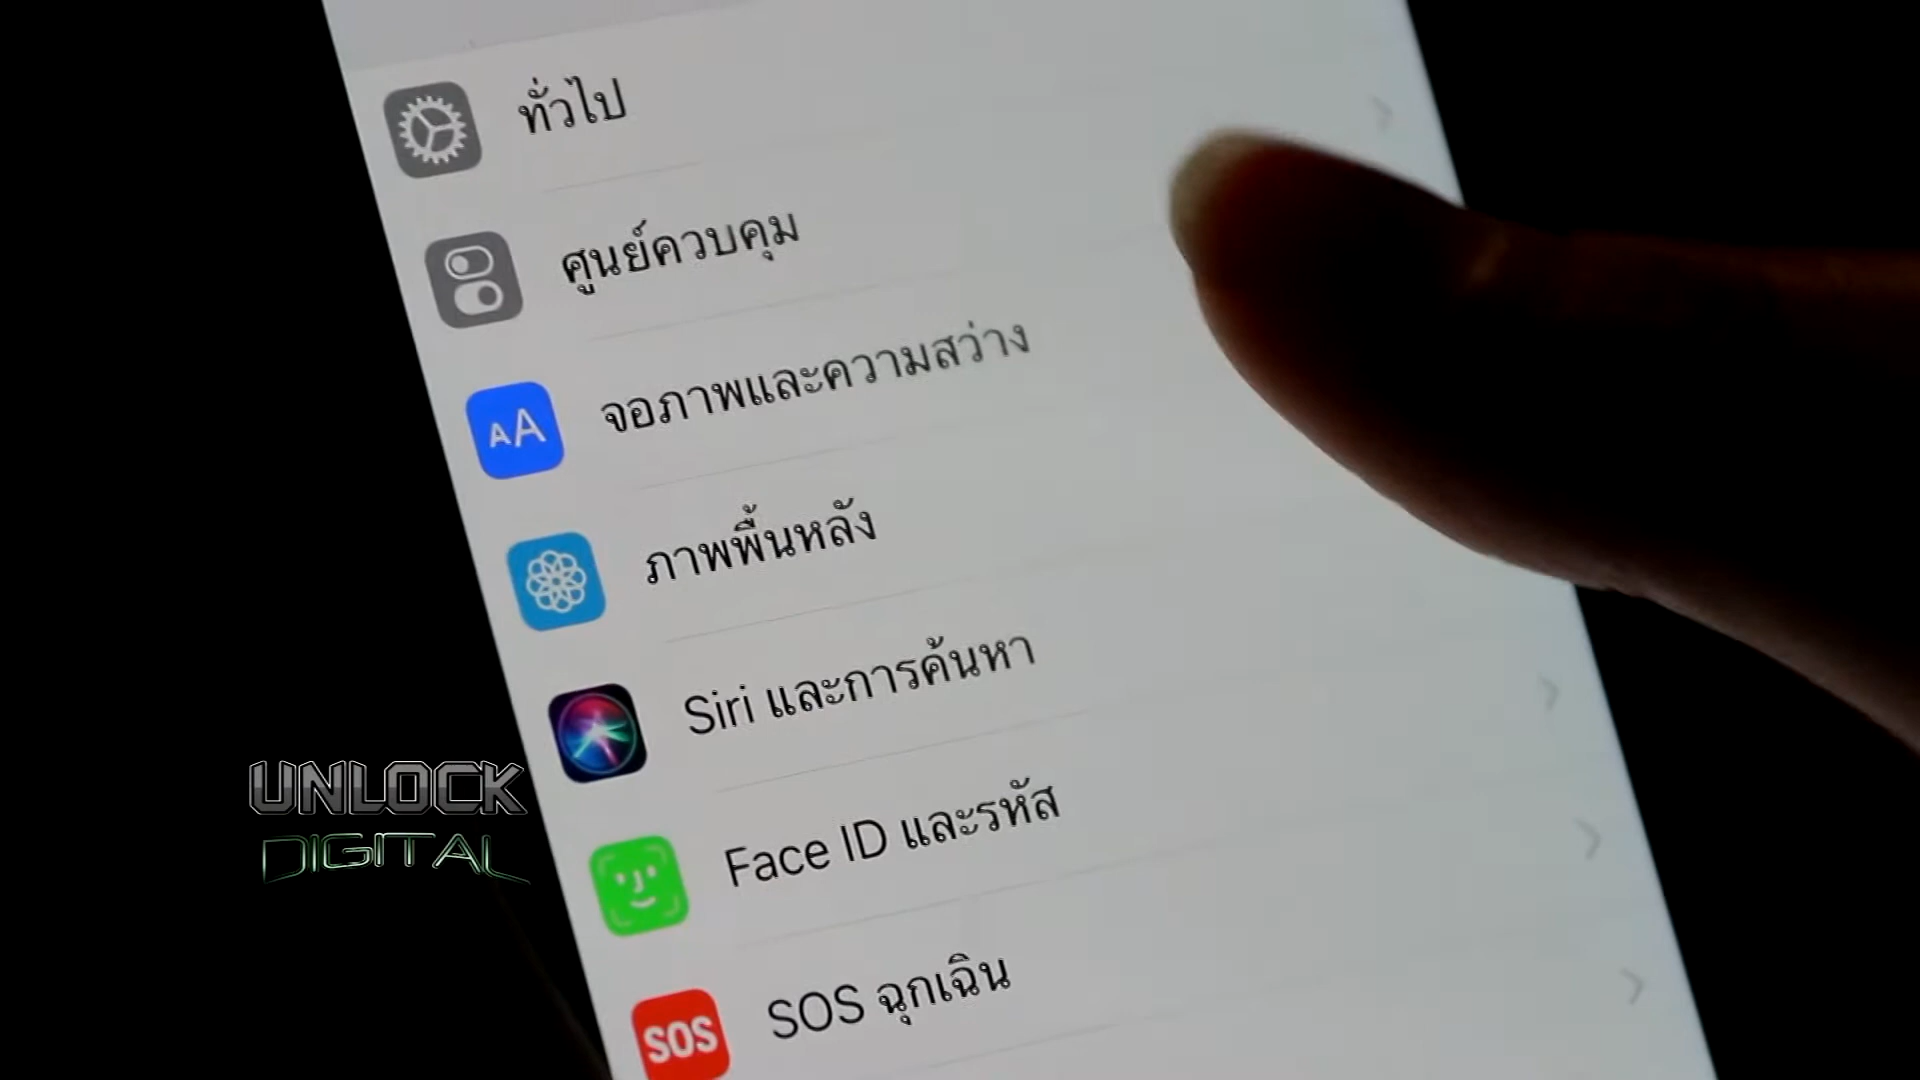 ทั่วไป
ศูนย์ควบคุม
AA
จอภาพและความสว่าง
ภาพพื้นหลัง
Siri และการค้นหา
Face ID และรหัส
SOS
SOS ฉุกเฉิน
UNLOCK
DIGITAL